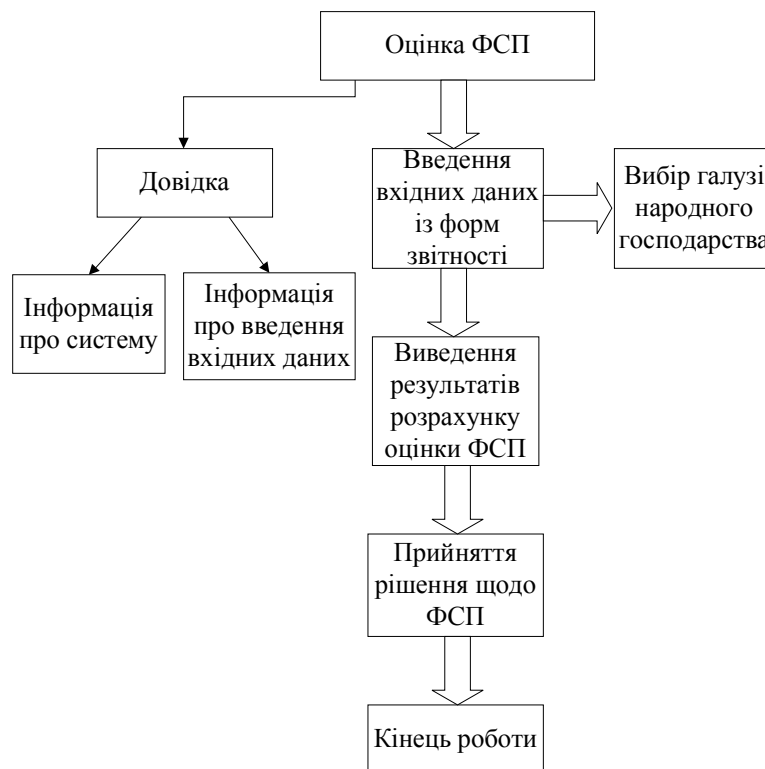 Оцінка ФСП
Довідка
Введення
вхідних даних
із форм
звітності
Вибір галузі
народного
господарства
Інформація
про систему
Інформація
про введення
вхідних даних
Виведення
результатів
розрахунку
оцінки ФСП
Прийняття
рішення щодо
ФСП
Кінець роботи